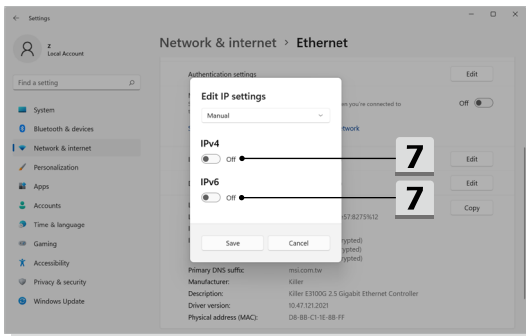 Settings
Z
Local Account
Find a setting
System
Bluetooth & devices
Network & internet
Personalization
Apps
Accounts
Time & language
Gaming
Accessibility
Privacy & security
Windows Update
Network & internet > Ethernet
Authentication settings
Edit
en you're connected to
Off
twork
Edit IP settings
Manual
IPv4
Off
7
Edit
IPv6
Off
7
Edit
Copy
Save
Cancel
rypted)
rypted)
rypted)
Primary DNS suffix: msi.com.tw
Manufacturer: Killer
Description: Killer E3100G 2.5 Gigabit Ethernet Controller
Driver version: 10.47.121.2021
Physical address (MAC): D8-BB-C1-1E-8B-FF